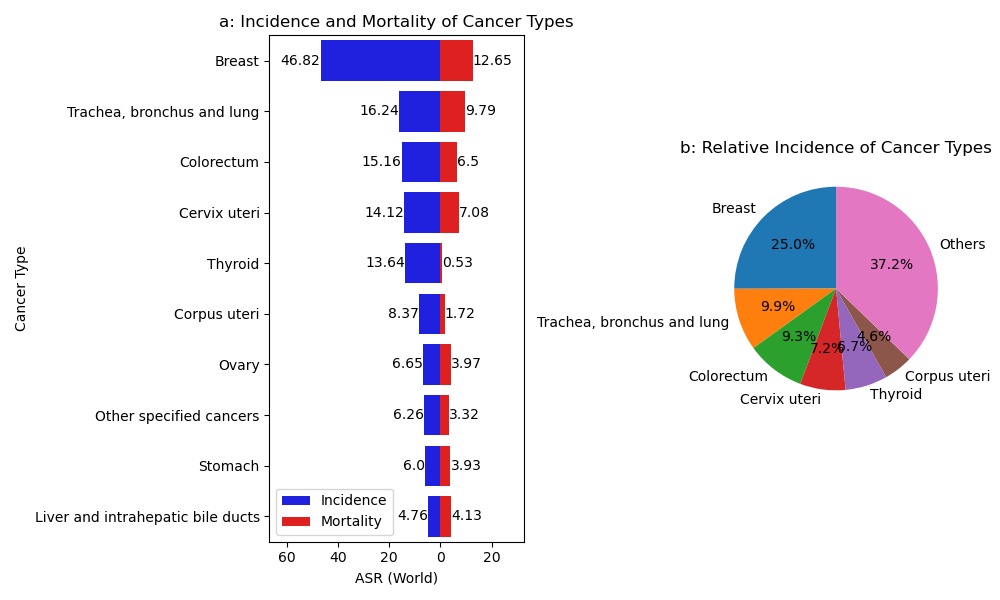 a: Incidence and Mortality of Cancer Types
Cancer Type
Breast 46.82 12.65
Trachea, bronchus and lung 16.24 9.79
Colorectum 15.16 6.5
Cervix uteri 14.12 7.08
Thyroid 13.64 0.53
Corpus uteri 8.37 1.72
Ovary 6.65 3.97
Other specified cancers 6.26 3.32
Stomach 6.0 3.93
Liver and intrahepatic bile ducts 4.76 4.13
Incidence
Mortality
60 40 20 0 20
ASR (World)
b: Relative Incidence of Cancer Types
Breast
25.0%
Trachea, bronchus and lung
9.9%
Colorectum
9.3%
Cervix uteri
7.2%
Thyroid
6.7%
Corpus uteri
4.6%
Others
37.2%